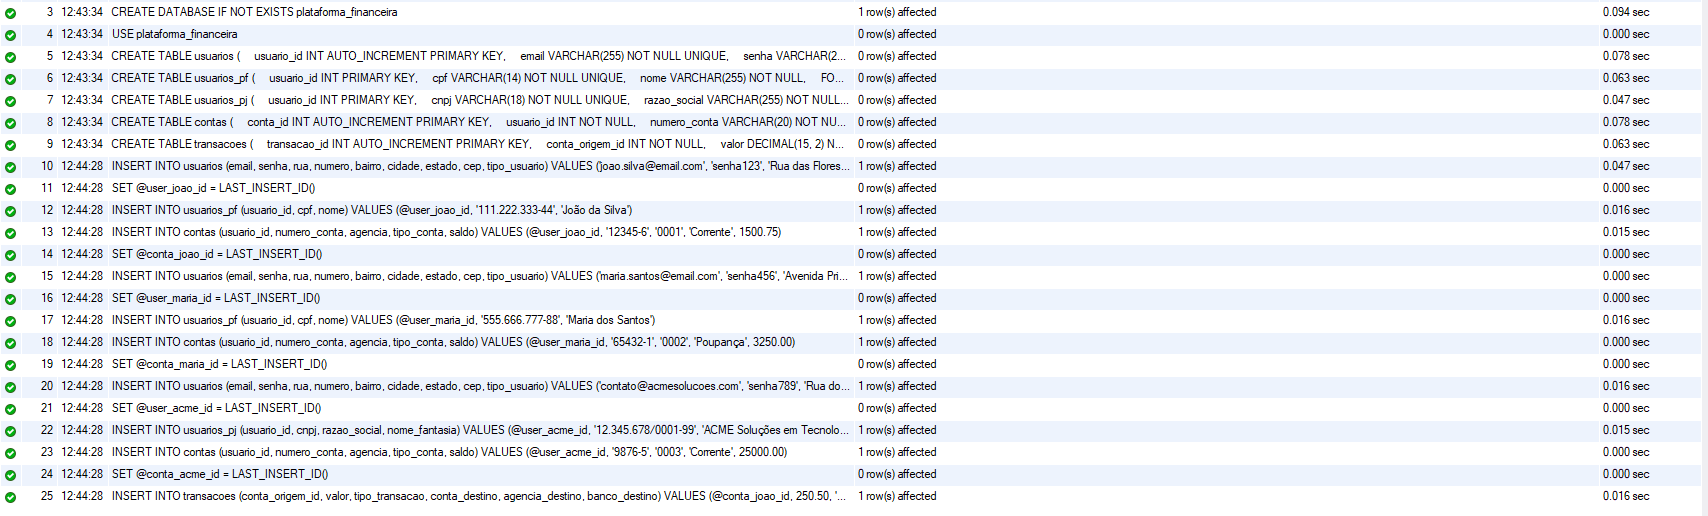 3 12:43:34 CREATE DATABASE IF NOT EXISTS plataforma_financeira 1 row(s) affected 0.094 sec
4 12:43:34 USE plataforma_financeira 0 row(s) affected 0.000 sec
5 12:43:34 CREATE TABLE usuarios ( usuario_id INT AUTO_INCREMENT PRIMARY KEY, email VARCHAR(255) NOT NULL UNIQUE, senha VARCHAR(2... 0 row(s) affected 0.078 sec
6 12:43:34 CREATE TABLE usuarios_pf ( usuario_id INT PRIMARY KEY, cpf VARCHAR(14) NOT NULL UNIQUE, nome VARCHAR(255) NOT NULL, FO... 0 row(s) affected 0.063 sec
7 12:43:34 CREATE TABLE usuarios_pj ( usuario_id INT PRIMARY KEY, cnpj VARCHAR(18) NOT NULL UNIQUE, razao_social VARCHAR(255) NOT NULL... 0 row(s) affected 0.047 sec
8 12:43:34 CREATE TABLE contas ( conta_id INT AUTO_INCREMENT PRIMARY KEY, usuario_id INT NOT NULL, numero_conta VARCHAR(20) NOT NU... 0 row(s) affected 0.078 sec
9 12:43:34 CREATE TABLE transacoes ( transacao_id INT AUTO_INCREMENT PRIMARY KEY, conta_origem_id INT NOT NULL, valor DECIMAL(15, 2) N... 0 row(s) affected 0.063 sec
10 12:44:28 INSERT INTO usuarios (email, senha, rua, numero, bairro, cidade, estado, cep, tipo_usuario) VALUES ('joao.silva@email.com', 'senha123', 'Rua das Flores... 1 row(s) affected 0.047 sec
11 12:44:28 SET @user_joao_id = LAST_INSERT_ID() 0 row(s) affected 0.000 sec
12 12:44:28 INSERT INTO usuarios_pf (usuario_id, cpf, nome) VALUES (@user_joao_id, '111.222.333-44', 'João da Silva') 1 row(s) affected 0.016 sec
13 12:44:28 INSERT INTO contas (usuario_id, numero_conta, agencia, tipo_conta, saldo) VALUES (@user_joao_id, '12345-6', '0001', 'Corrente', 1500.75) 1 row(s) affected 0.015 sec
14 12:44:28 SET @conta_joao_id = LAST_INSERT_ID() 0 row(s) affected 0.000 sec
15 12:44:28 INSERT INTO usuarios (email, senha, rua, numero, bairro, cidade, estado, cep, tipo_usuario) VALUES ('maria.santos@email.com', 'senha456', 'Avenida Pri... 1 row(s) affected 0.000 sec
16 12:44:28 SET @user_maria_id = LAST_INSERT_ID() 0 row(s) affected 0.000 sec
17 12:44:28 INSERT INTO usuarios_pf (usuario_id, cpf, nome) VALUES (@user_maria_id, '555.666.777-88', 'Maria dos Santos') 1 row(s) affected 0.016 sec
18 12:44:28 INSERT INTO contas (usuario_id, numero_conta, agencia, tipo_conta, saldo) VALUES (@user_maria_id, '65432-1', '0002', 'Poupança', 3250.00) 1 row(s) affected 0.000 sec
19 12:44:28 SET @conta_maria_id = LAST_INSERT_ID() 0 row(s) affected 0.000 sec
20 12:44:28 INSERT INTO usuarios (email, senha, rua, numero, bairro, cidade, estado, cep, tipo_usuario) VALUES ('contato@acmesolucoes.com', 'senha789', 'Rua do... 1 row(s) affected 0.016 sec
21 12:44:28 SET @user_acme_id = LAST_INSERT_ID() 0 row(s) affected 0.000 sec
22 12:44:28 INSERT INTO usuarios_pj (usuario_id, cnpj, razao_social, nome_fantasia) VALUES (@user_acme_id, '12.345.678/0001-99', 'ACME Soluções em Tecnolo... 1 row(s) affected 0.015 sec
23 12:44:28 INSERT INTO contas (usuario_id, numero_conta, agencia, tipo_conta, saldo) VALUES (@user_acme_id, '9876-5', '0003', 'Corrente', 25000.00) 1 row(s) affected 0.000 sec
24 12:44:28 SET @conta_acme_id = LAST_INSERT_ID() 0 row(s) affected 0.000 sec
25 12:44:28 INSERT INTO transacoes (conta_origem_id, valor, tipo_transacao, conta_destino, agencia_destino, banco_destino) VALUES (@conta_joao_id, 250.50, '... 1 row(s) affected 0.016 sec